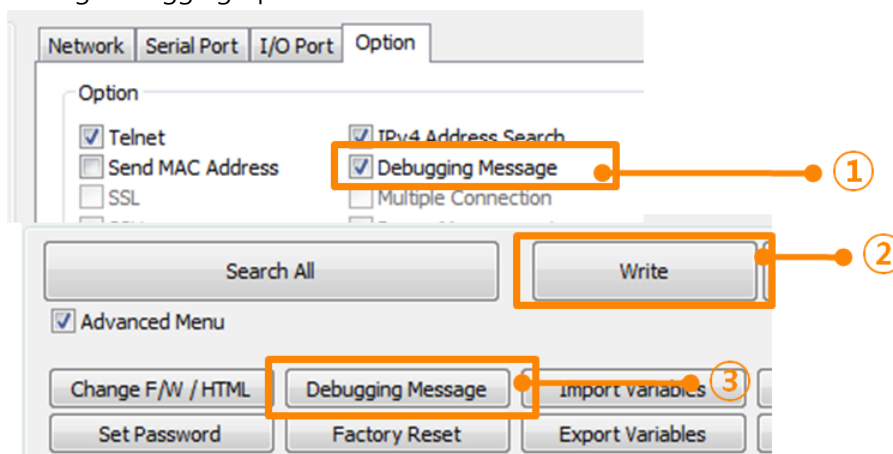 Network Serial Port I/O Port Option
Option
Telnet IPv4 Address Search
Send MAC Address Debugging Message ①
SSL Multiple Connection
Search All Write ②
Advanced Menu
Change F/W / HTML Debugging Message Import Variables ③
Set Password Factory Reset Export Variables